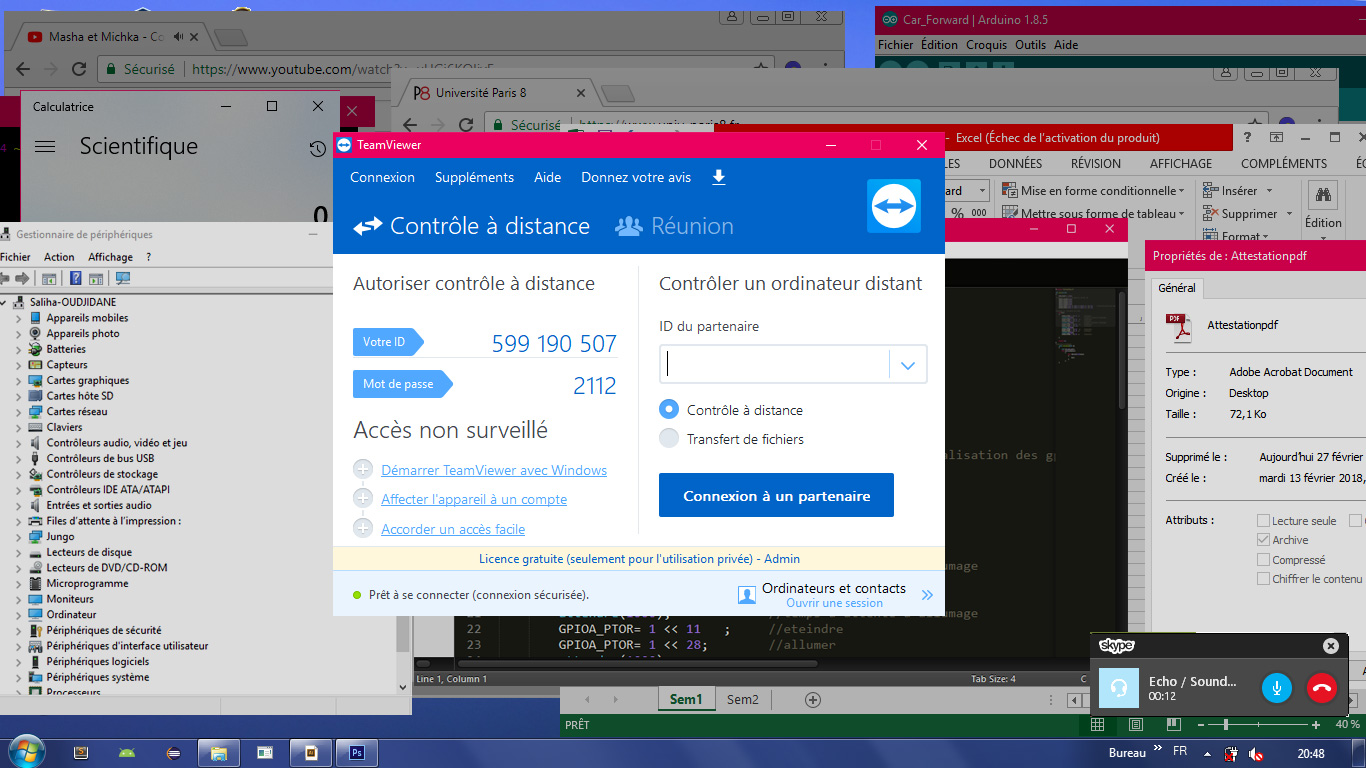 Masha et Michka - Co
Sécurisé
https://www.youtube.com/watch?
Car_Forward | Arduino 1.8.5
Fichier Édition Croquis Outils Aide
Université Paris 8
Sécurisé
Calculatrice
Scientifique
0
Excel (Échec de l'activation du produit)
LES DONNÉES RÉVISION AFFICHAGE COMPLÉMENTS
ard
% 000
Mise en forme conditionnelle
Mettre sous forme de tableau
Insérer
Supprimer
Format
Édition
TeamViewer
Connexion Suppléments Aide Donnez votre avis
Contrôle à distance Réunion
Autoriser contrôle à distance
Votre ID 599 190 507
Mot de passe 2112
Accès non surveillé
Démarrer TeamViewer avec Windows
Affecter l'appareil à un compte
Accorder un accès facile
Contrôler un ordinateur distant
ID du partenaire
Contrôle à distance
Transfert de fichiers
Connexion à un partenaire
Licence gratuite (seulement pour l'utilisation privée) - Admin
Prêt à se connecter (connexion sécurisée).
Ordinateurs et contacts
Ouvrir une session
Gestionnaire de périphériques
Fichier Action Affichage ?
Saliha-OUDJIDANE
Appareils mobiles
Appareils photo
Batteries
Capteurs
Cartes graphiques
Cartes hôte SD
Cartes réseau
Claviers
Contrôleurs audio, vidéo et jeu
Contrôleurs de bus USB
Contrôleurs de stockage
Contrôleurs IDE ATA/ATAPI
Entrées et sorties audio
Files d'attente à l'impression :
Jungo
Lecteurs de disque
Lecteurs de DVD/CD-ROM
Microprogramme
Moniteurs
Ordinateur
Périphériques de sécurité
Périphériques d'interface utilisateur
Périphériques logiciels
Périphériques système
Processeurs
Propriétés de : Attestationpdf
Général
PDF
Attestationpdf
Type : Adobe Acrobat Document
Origine : Desktop
Taille : 72,1 Ko
Supprimé le : Aujourd'hui 27 février
Créé le : mardi 13 février 2018,
Attributs : Lecture seule
Archive
Compressé
Chiffrer le contenu
alisation des gp
umage
umage
22 GPIOA_PTOR= 1 << 11 ; //eteindre
23 GPIOA_PTOR= 1 << 28; //allumer
Line 1, Column 1 Tab Size: 4 C
Sem1 Sem2
PRÊT
40 %
skype
Echo / Sound...
00:12
Ps
Bureau » FR 20:48